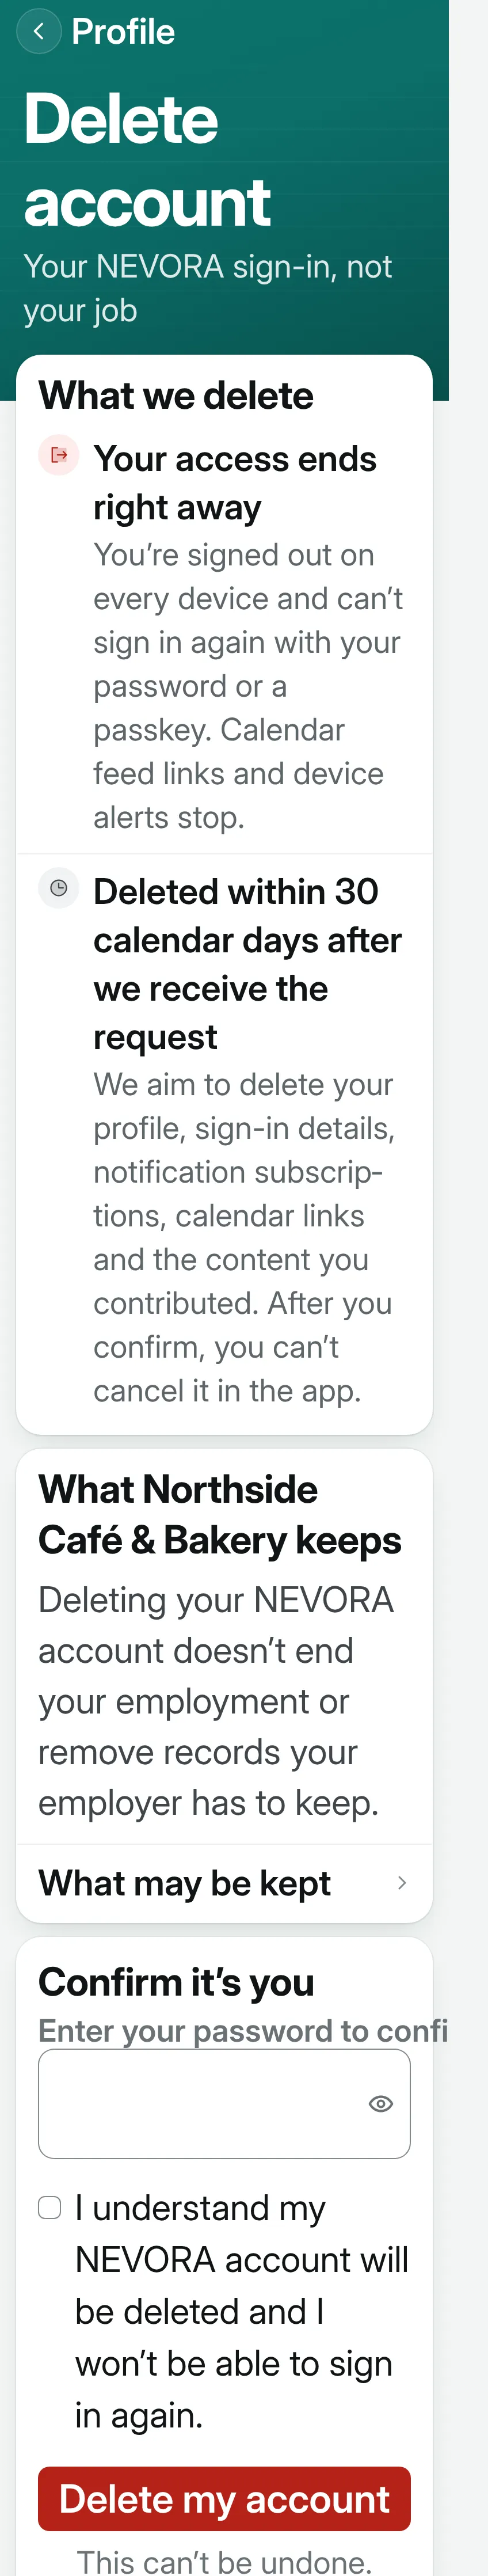 Profile
Delete
account
Your NEVORA sign-in, not
your job
What we delete
Your access ends
right away
You’re signed out on
every device and can’t
sign in again with your
password or a
passkey. Calendar
feed links and device
alerts stop.
Deleted within 30
calendar days after
we receive the
request
We aim to delete your
profile, sign-in details,
notification subscrip-
tions, calendar links
and the content you
contributed. After you
confirm, you can’t
cancel it in the app.
What Northside
Café & Bakery keeps
Deleting your NEVORA
account doesn’t end
your employment or
remove records your
employer has to keep.
What may be kept
Confirm it’s you
Enter your password to confi
I understand my
NEVORA account will
be deleted and I
won’t be able to sign
in again.
Delete my account
This can’t be undone.